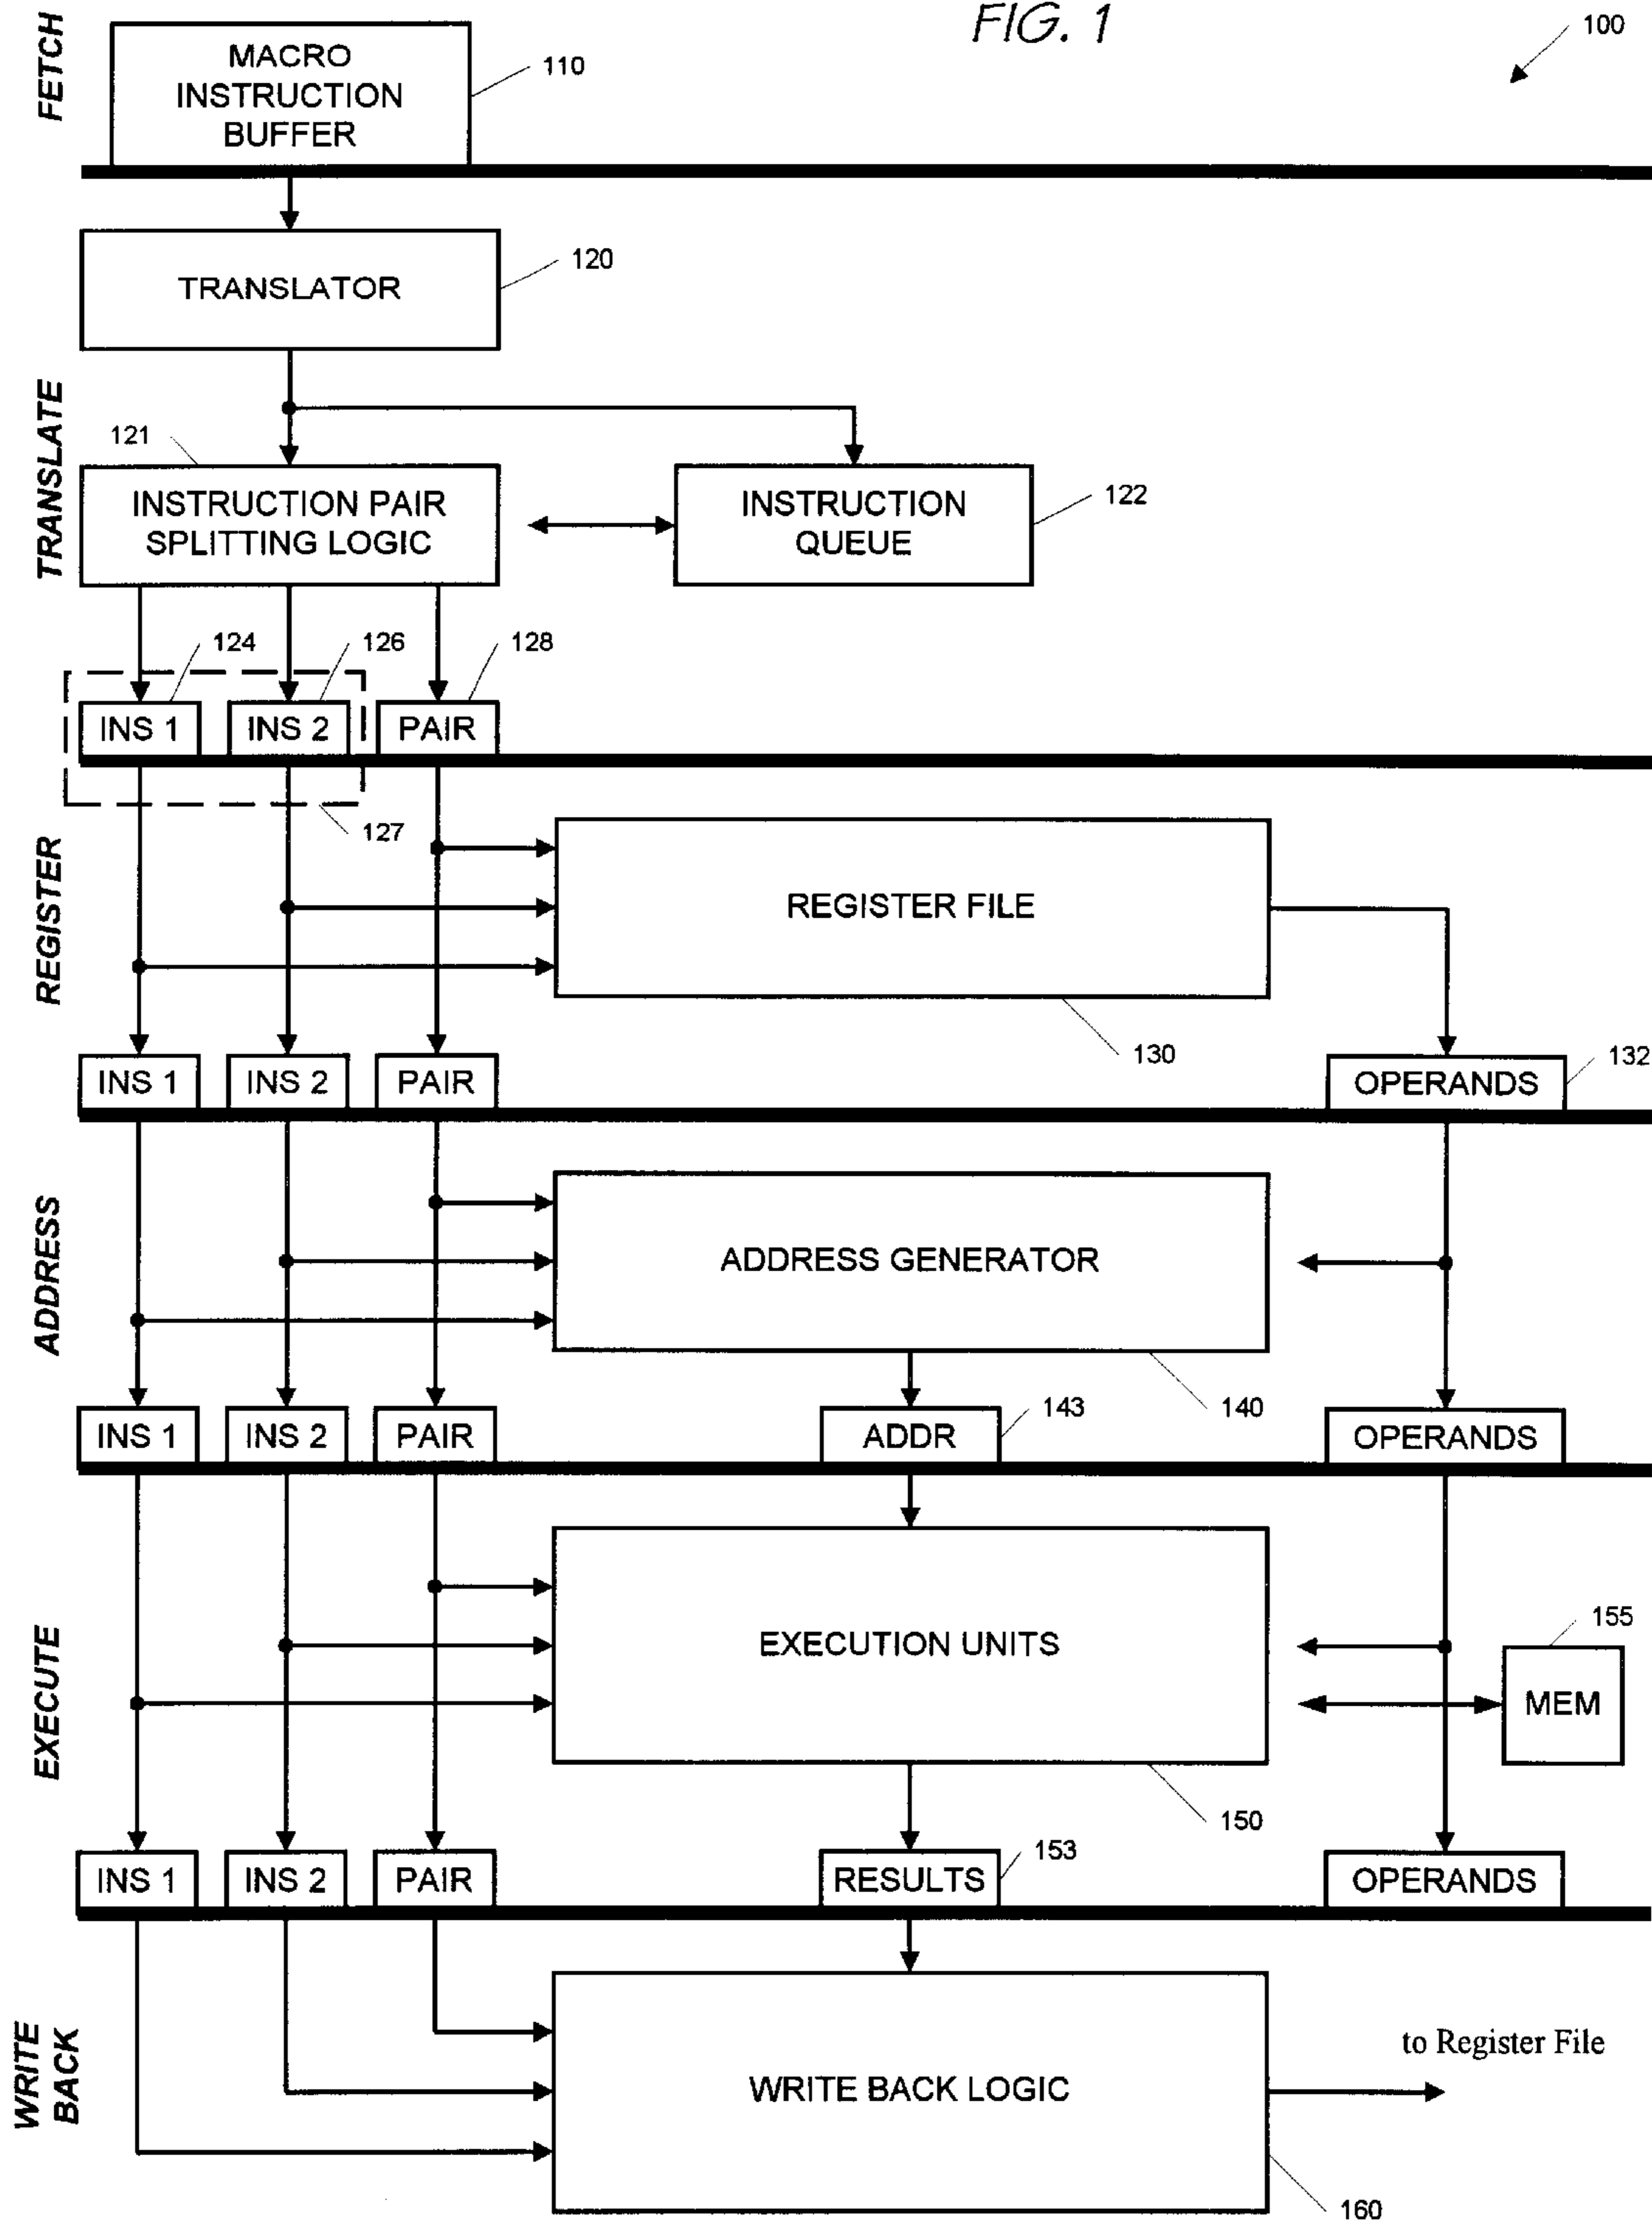 FIG. 1
100
FETCH
MACRO
INSTRUCTION
BUFFER
110
TRANSLATOR
120
TRANSLATE
121
INSTRUCTION PAIR
SPLITTING LOGIC
INSTRUCTION
QUEUE
122
124
126
128
INS 1
INS 2
PAIR
127
REGISTER
REGISTER FILE
130
132
INS 1
INS 2
PAIR
OPERANDS
ADDRESS
ADDRESS GENERATOR
140
143
INS 1
INS 2
PAIR
ADDR
OPERANDS
EXECUTE
EXECUTION UNITS
155
MEM
150
153
INS 1
INS 2
PAIR
RESULTS
OPERANDS
WRITE
BACK
WRITE BACK LOGIC
to Register File
160